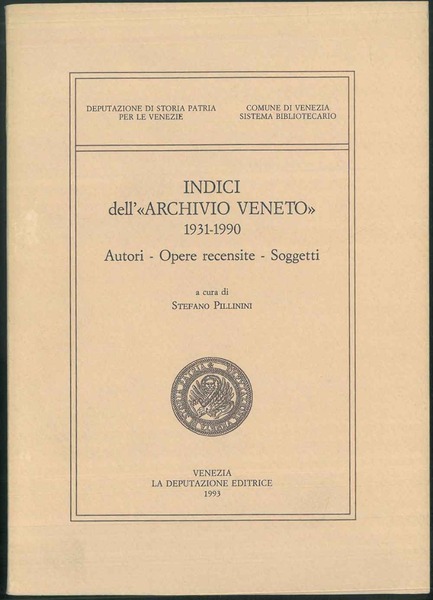 DEPUTAZIONE DI STORIA PATRIA
PER LE VENEZIE
COMUNE DI VENEZIA
SISTEMA BIBLIOTECARIO
INDICI
dell'«ARCHIVIO VENETO»
1931-1990
Autori - Opere recensite - Soggetti
a cura di
STEFANO PILLININI
VENEZIA
LA DEPUTAZIONE EDITRICE
1993